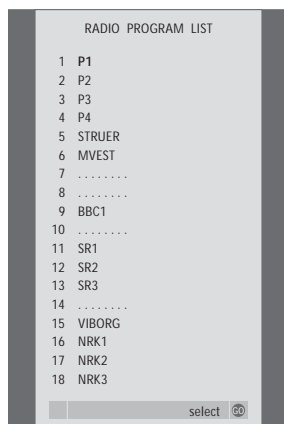 RADIO PROGRAM LIST
1 P1
2 P2
3 P3
4 P4
5 STRUER
6 MVEST
7 ........
8 ........
9 BBC1
10 ........
11 SR1
12 SR2
13 SR3
14 ........
15 VIBORG
16 NRK1
17 NRK2
18 NRK3
select GO